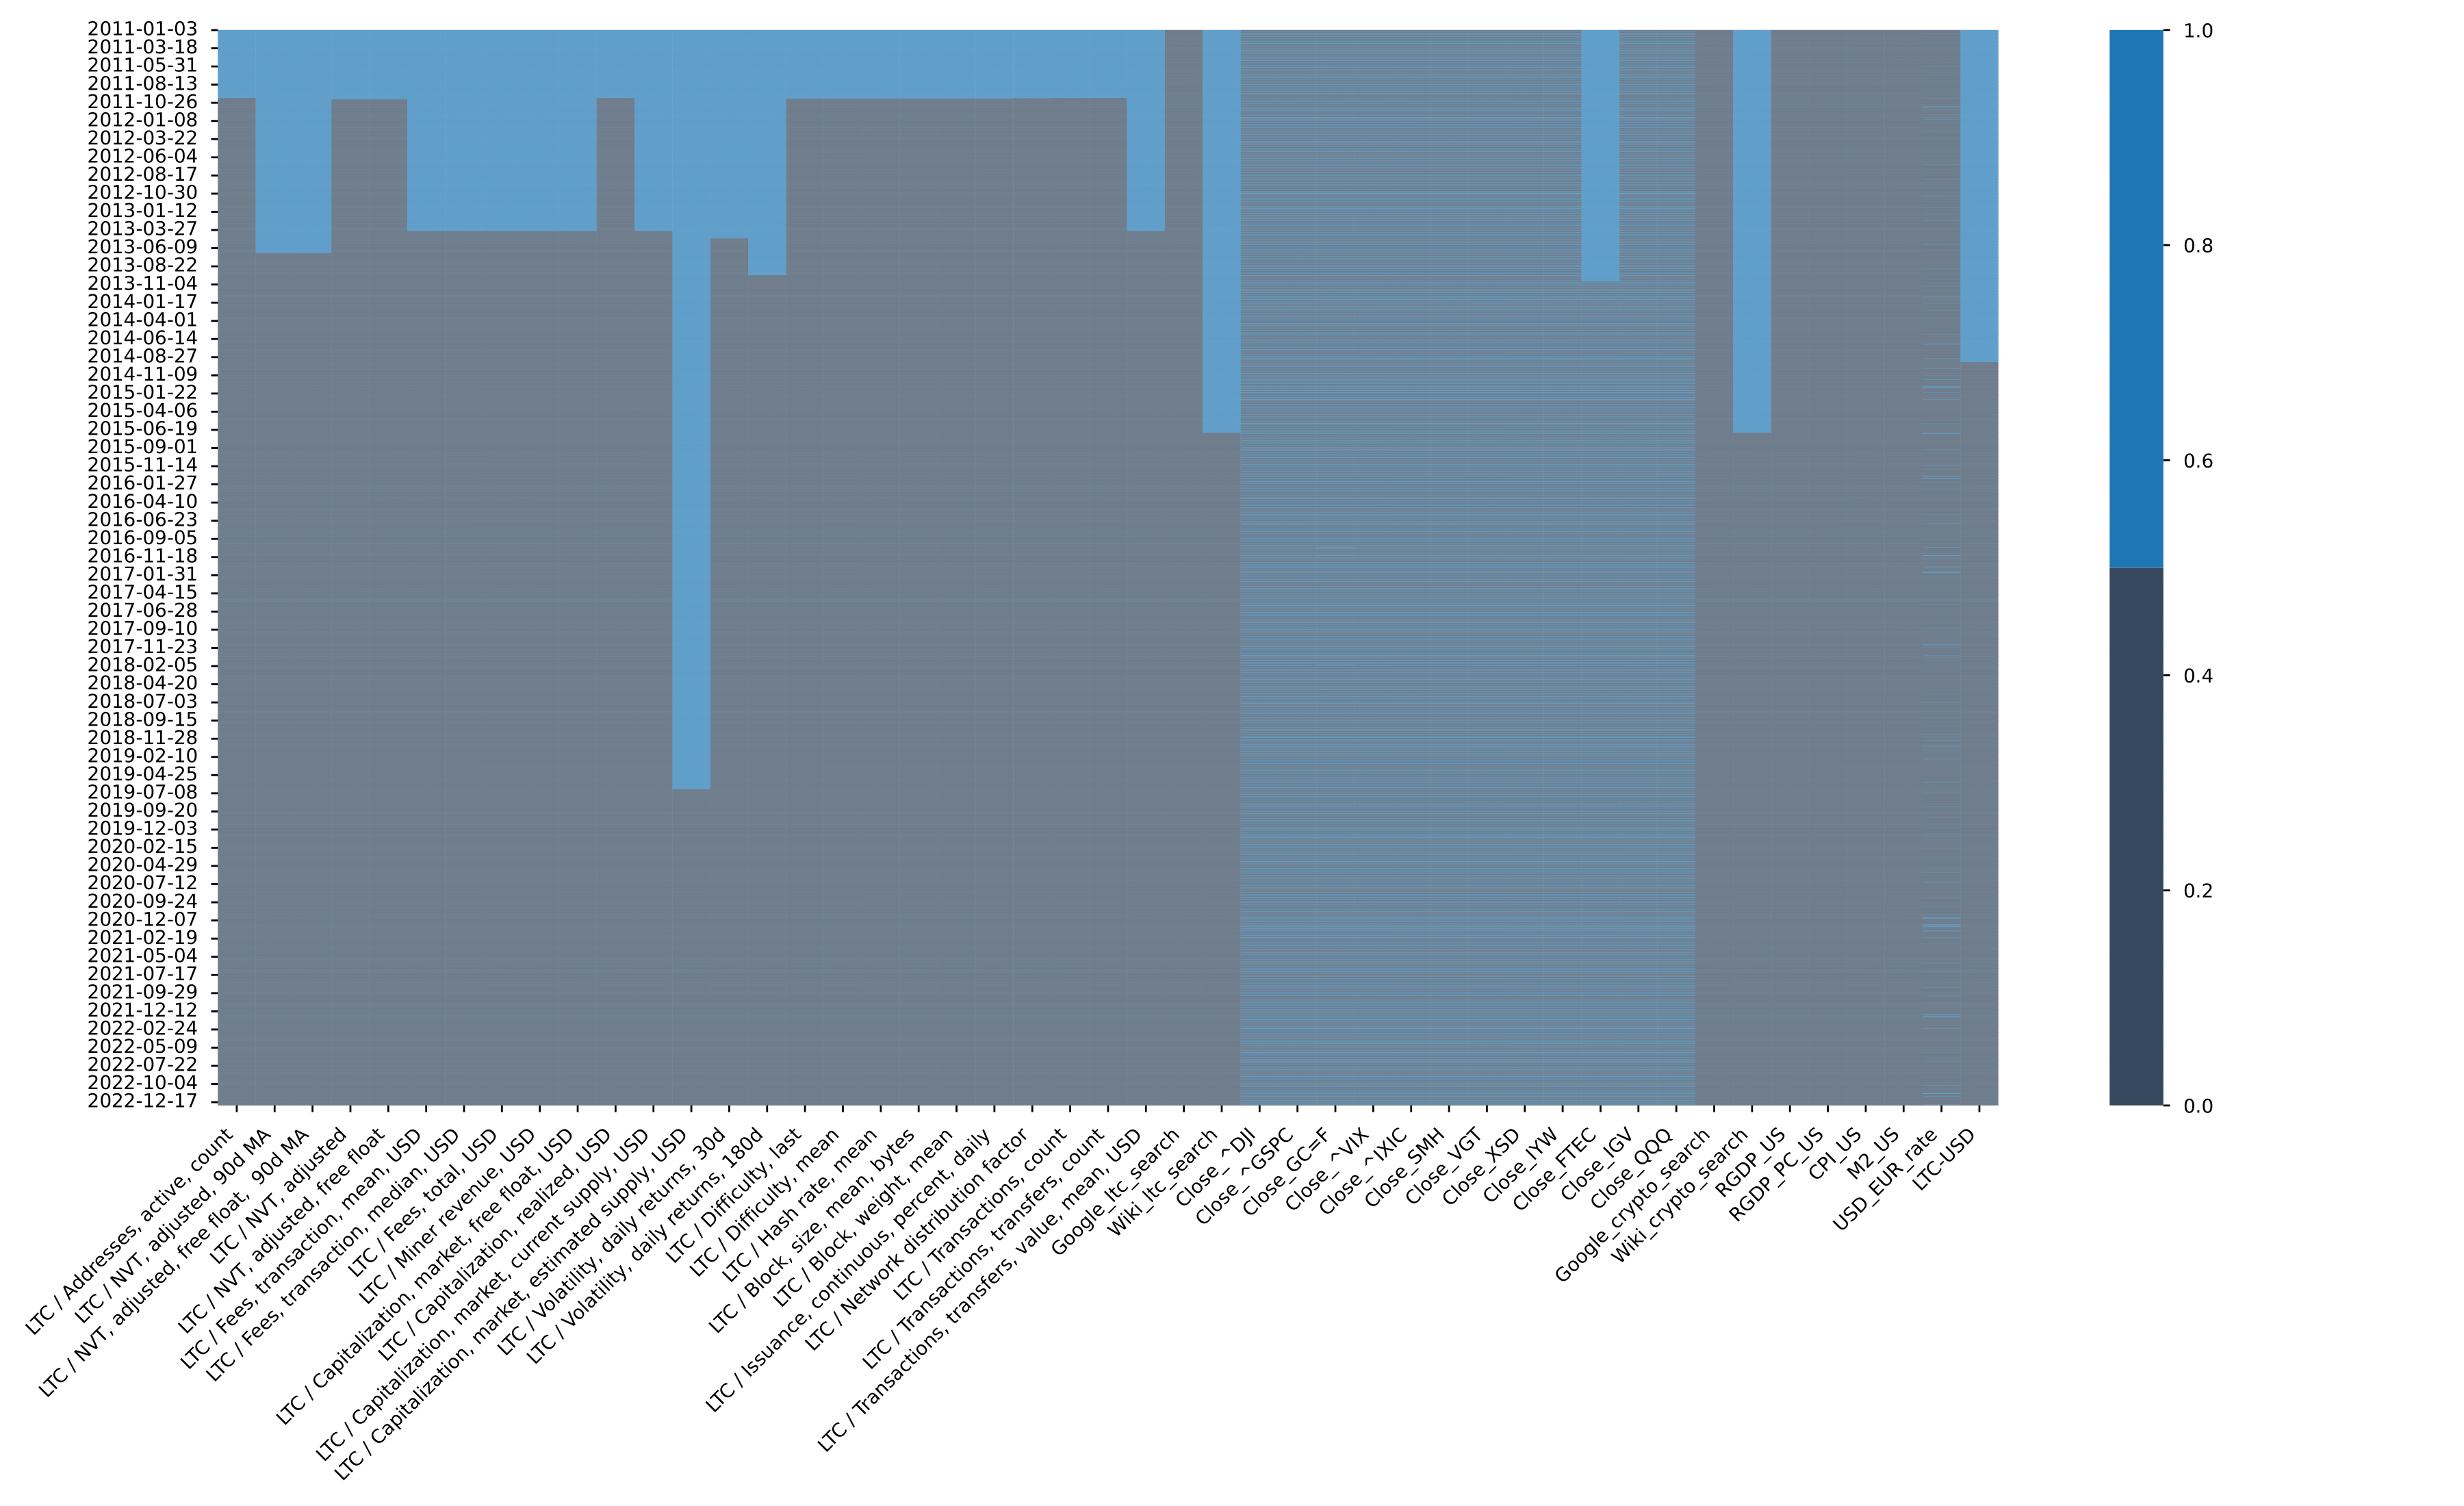 2011-01-03
2011-03-18
2011-05-31
2011-08-13
2011-10-26
2012-01-08
2012-03-22
2012-06-04
2012-08-17
2012-10-30
2013-01-12
2013-03-27
2013-06-09
2013-08-22
2013-11-04
2014-01-17
2014-04-01
2014-06-14
2014-08-27
2014-11-09
2015-01-22
2015-04-06
2015-06-19
2015-09-01
2015-11-14
2016-01-27
2016-04-10
2016-06-23
2016-09-05
2016-11-18
2017-01-31
2017-04-15
2017-06-28
2017-09-10
2017-11-23
2018-02-05
2018-04-20
2018-07-03
2018-09-15
2018-11-28
2019-02-10
2019-04-25
2019-07-08
2019-09-20
2019-12-03
2020-02-15
2020-04-29
2020-07-12
2020-09-24
2020-12-07
2021-02-19
2021-05-04
2021-07-17
2021-09-29
2021-12-12
2022-02-24
2022-05-09
2022-07-22
2022-10-04
2022-12-17
LTC / Addresses, active, count
LTC / NVT, adjusted, 90d MA
LTC / NVT, adjusted, free float,  90d MA
LTC / NVT, adjusted
LTC / NVT, adjusted, free float
LTC / Fees, transaction, mean, USD
LTC / Fees, transaction, median, USD
LTC / Fees, total, USD
LTC / Miner revenue, USD
LTC / Capitalization, market, free float, USD
LTC / Capitalization, realized, USD
LTC / Capitalization, market, current supply, USD
LTC / Capitalization, market, estimated supply, USD
LTC / Volatility, daily returns, 30d
LTC / Volatility, daily returns, 180d
LTC / Difficulty, last
LTC / Difficulty, mean
LTC / Hash rate, mean
LTC / Block, size, mean, bytes
LTC / Block, weight, mean
LTC / Issuance, continuous, percent, daily
LTC / Network distribution factor
LTC / Transactions, count
LTC / Transactions, transfers, count
LTC / Transactions, transfers, value, mean, USD
Google_ltc_search
Wiki_ltc_search
Close_^DJI
Close_^GSPC
Close_GC=F
Close_^VIX
Close_^IXIC
Close_SMH
Close_VGT
Close_XSD
Close_IYW
Close_FTEC
Close_IGV
Close_QQQ
Google_crypto_search
Wiki_crypto_search
RGDP_US
RGDP_PC_US
CPI_US
M2_US
USD_EUR_rate
LTC-USD
1.0
0.8
0.6
0.4
0.2
0.0